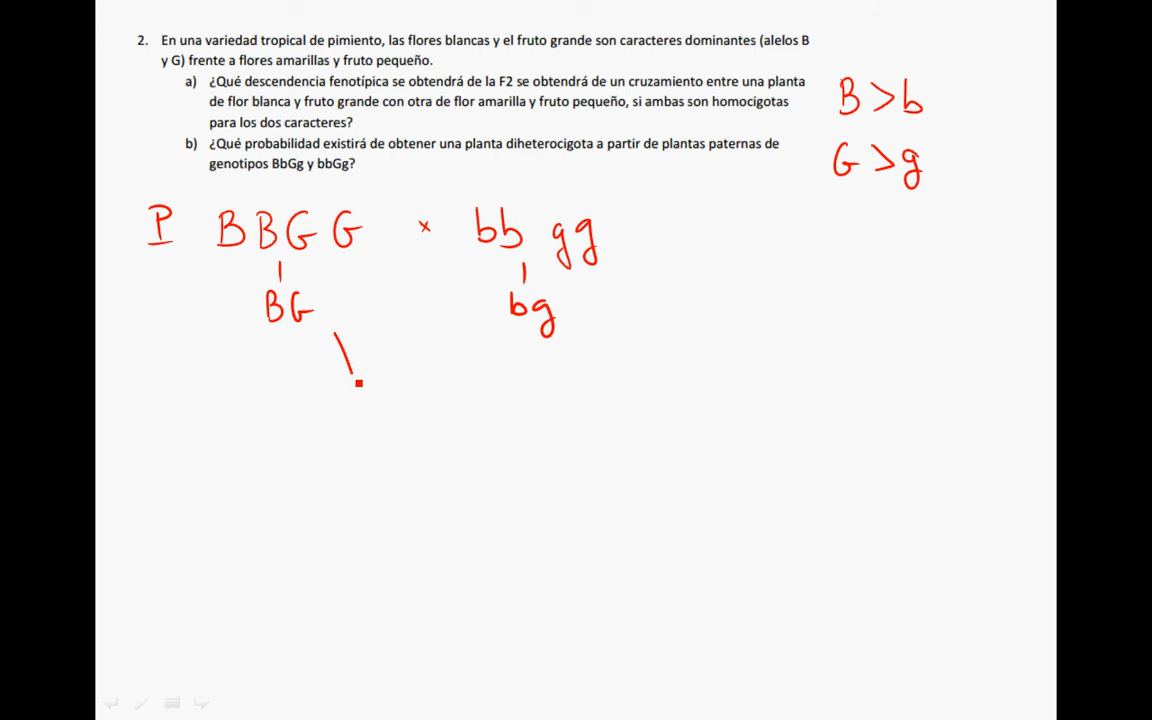 2. En una variedad tropical de pimiento, las flores blancas y el fruto grande son caracteres dominantes (alelos B
y G) frente a flores amarillas y fruto pequeño.
a) ¿Qué descendencia fenotípica se obtendrá de la F2 se obtendrá de un cruzamiento entre una planta
de flor blanca y fruto grande con otra de flor amarilla y fruto pequeño, si ambas son homocigotas
para los dos caracteres?
b) ¿Qué probabilidad existirá de obtener una planta diheterocigota a partir de plantas paternas de
genotipos BbGg y bbGg?
B > b
G > g
P BBGG × bb gg
BG bg